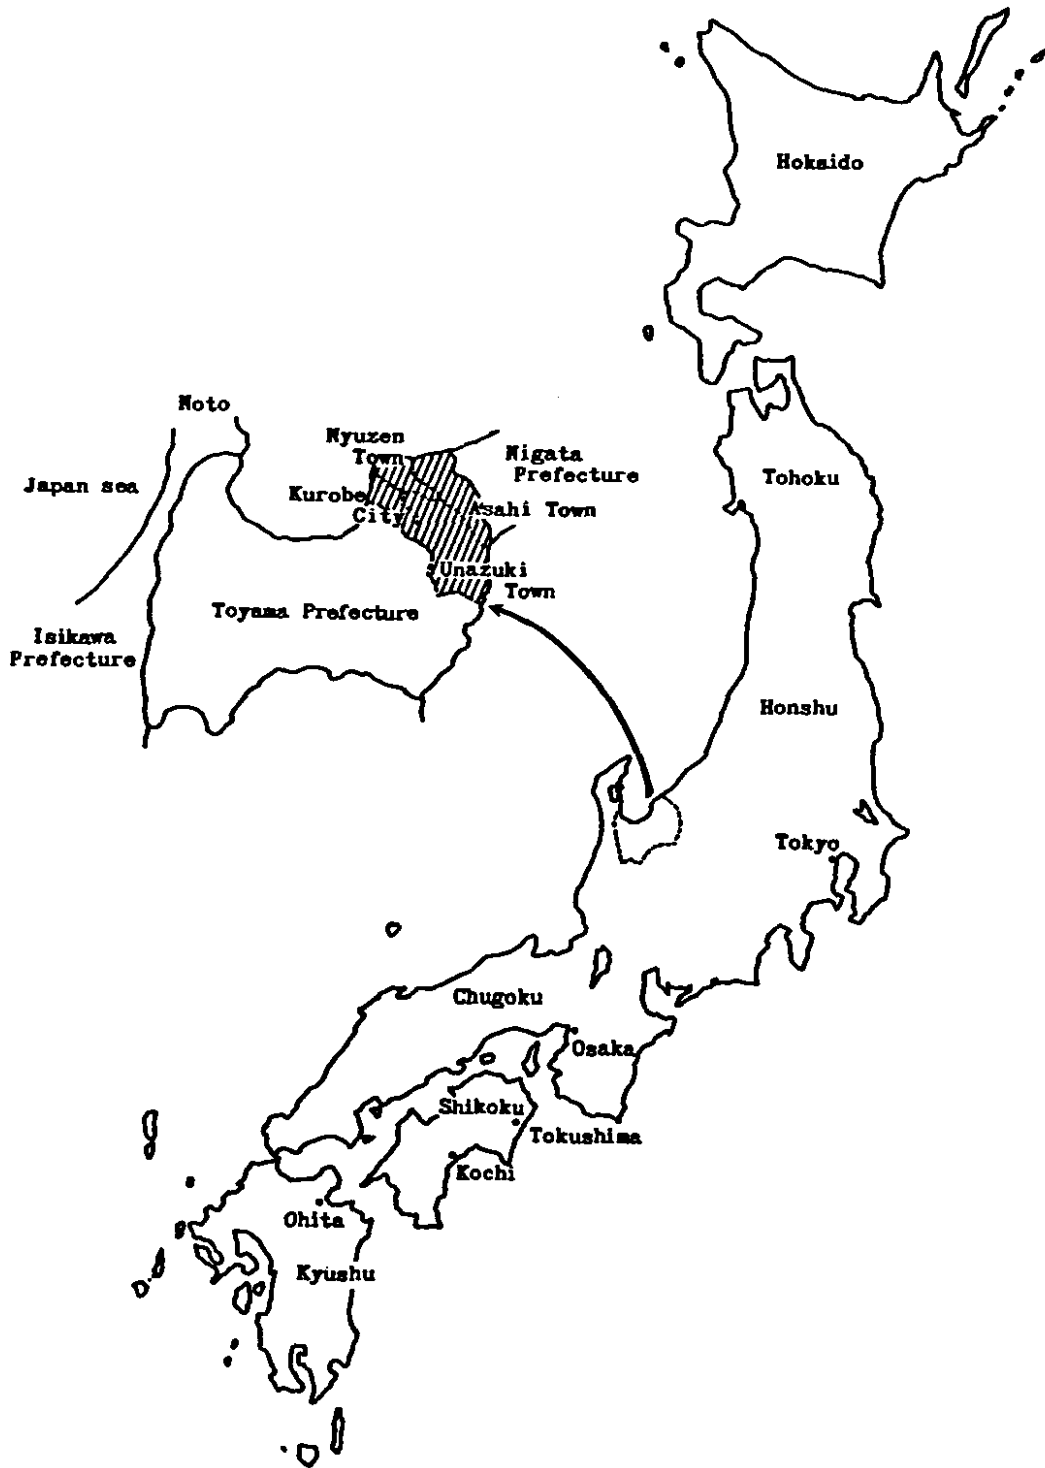 Hoksido
Noto
Nyuzen
Town
Nigata
Prefecture
Japan sea
Kurobe
City
Asahi Town
Tohoku
Unazuki
Town
Toyama Prefecture
Isikawa
Prefecture
Honshu
Tokyo
Chugoku
Osaka
Shikoku
Tokushima
Kochi
Ohita
Kyushu